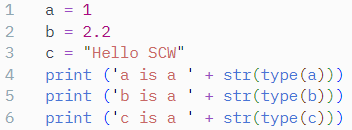 1 a = 1
2 b = 2.2
3 c = "Hello SCW"
4 print ('a is a ' + str(type(a)))
5 print ('b is a ' + str(type(b)))
6 print ('c is a ' + str(type(c)))